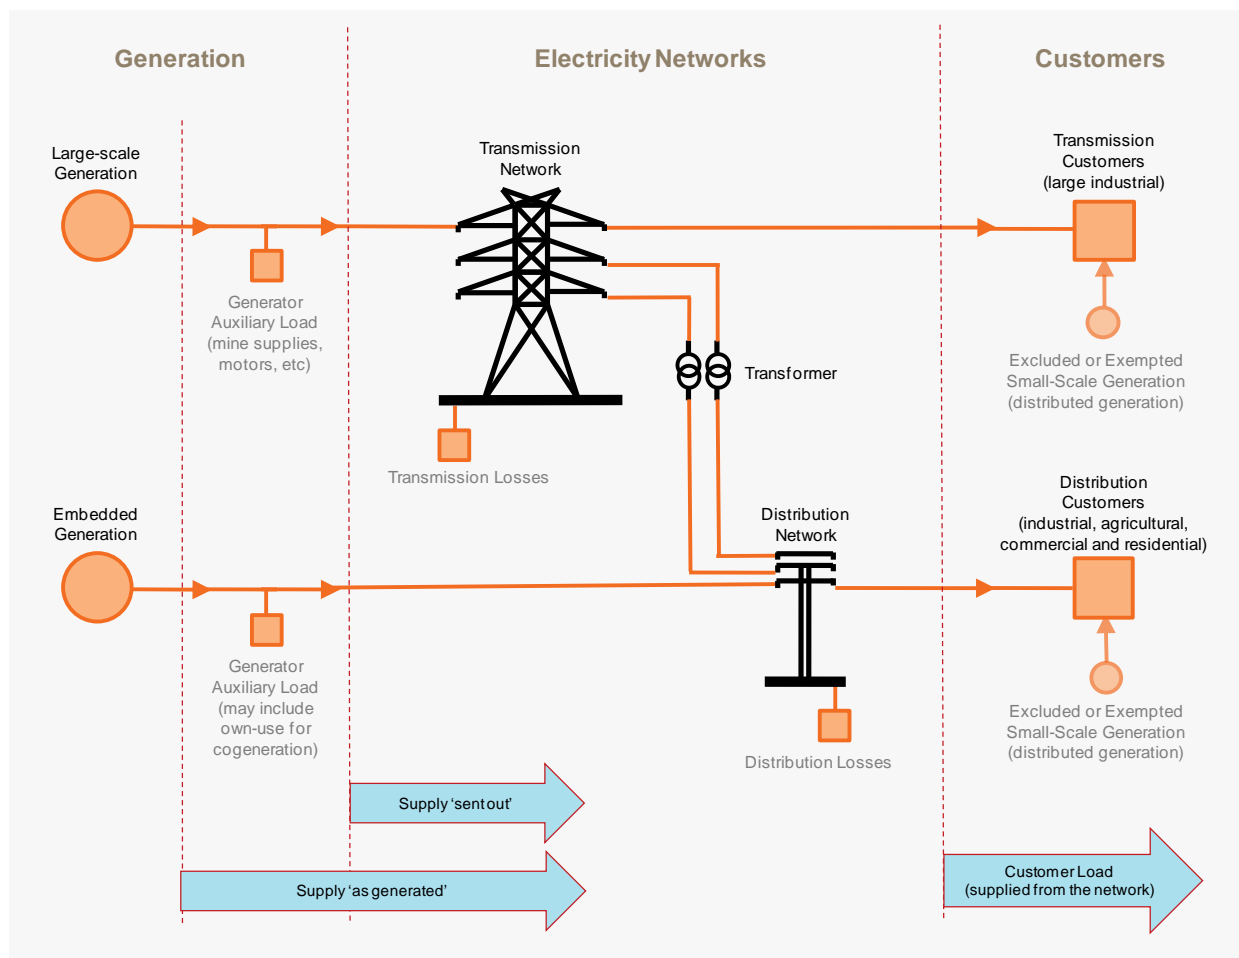 Generation
Electricity Networks
Customers
Large-scale
Generation
Transmission
Network
Transmission
Customers
(large industrial)
Generator
Auxiliary Load
(mine supplies,
motors, etc)
Transformer
Excluded or Exempted
Small-Scale Generation
(distributed generation)
Transmission Losses
Embedded
Generation
Distribution
Network
Distribution
Customers
(industrial, agricultural,
commercial and residential)
Generator
Auxiliary Load
(may include
own-use for
cogeneration)
Excluded or Exempted
Small-Scale Generation
(distributed generation)
Distribution Losses
Supply ‘sent out’
Supply ‘as generated’
Customer Load
(supplied from the network)